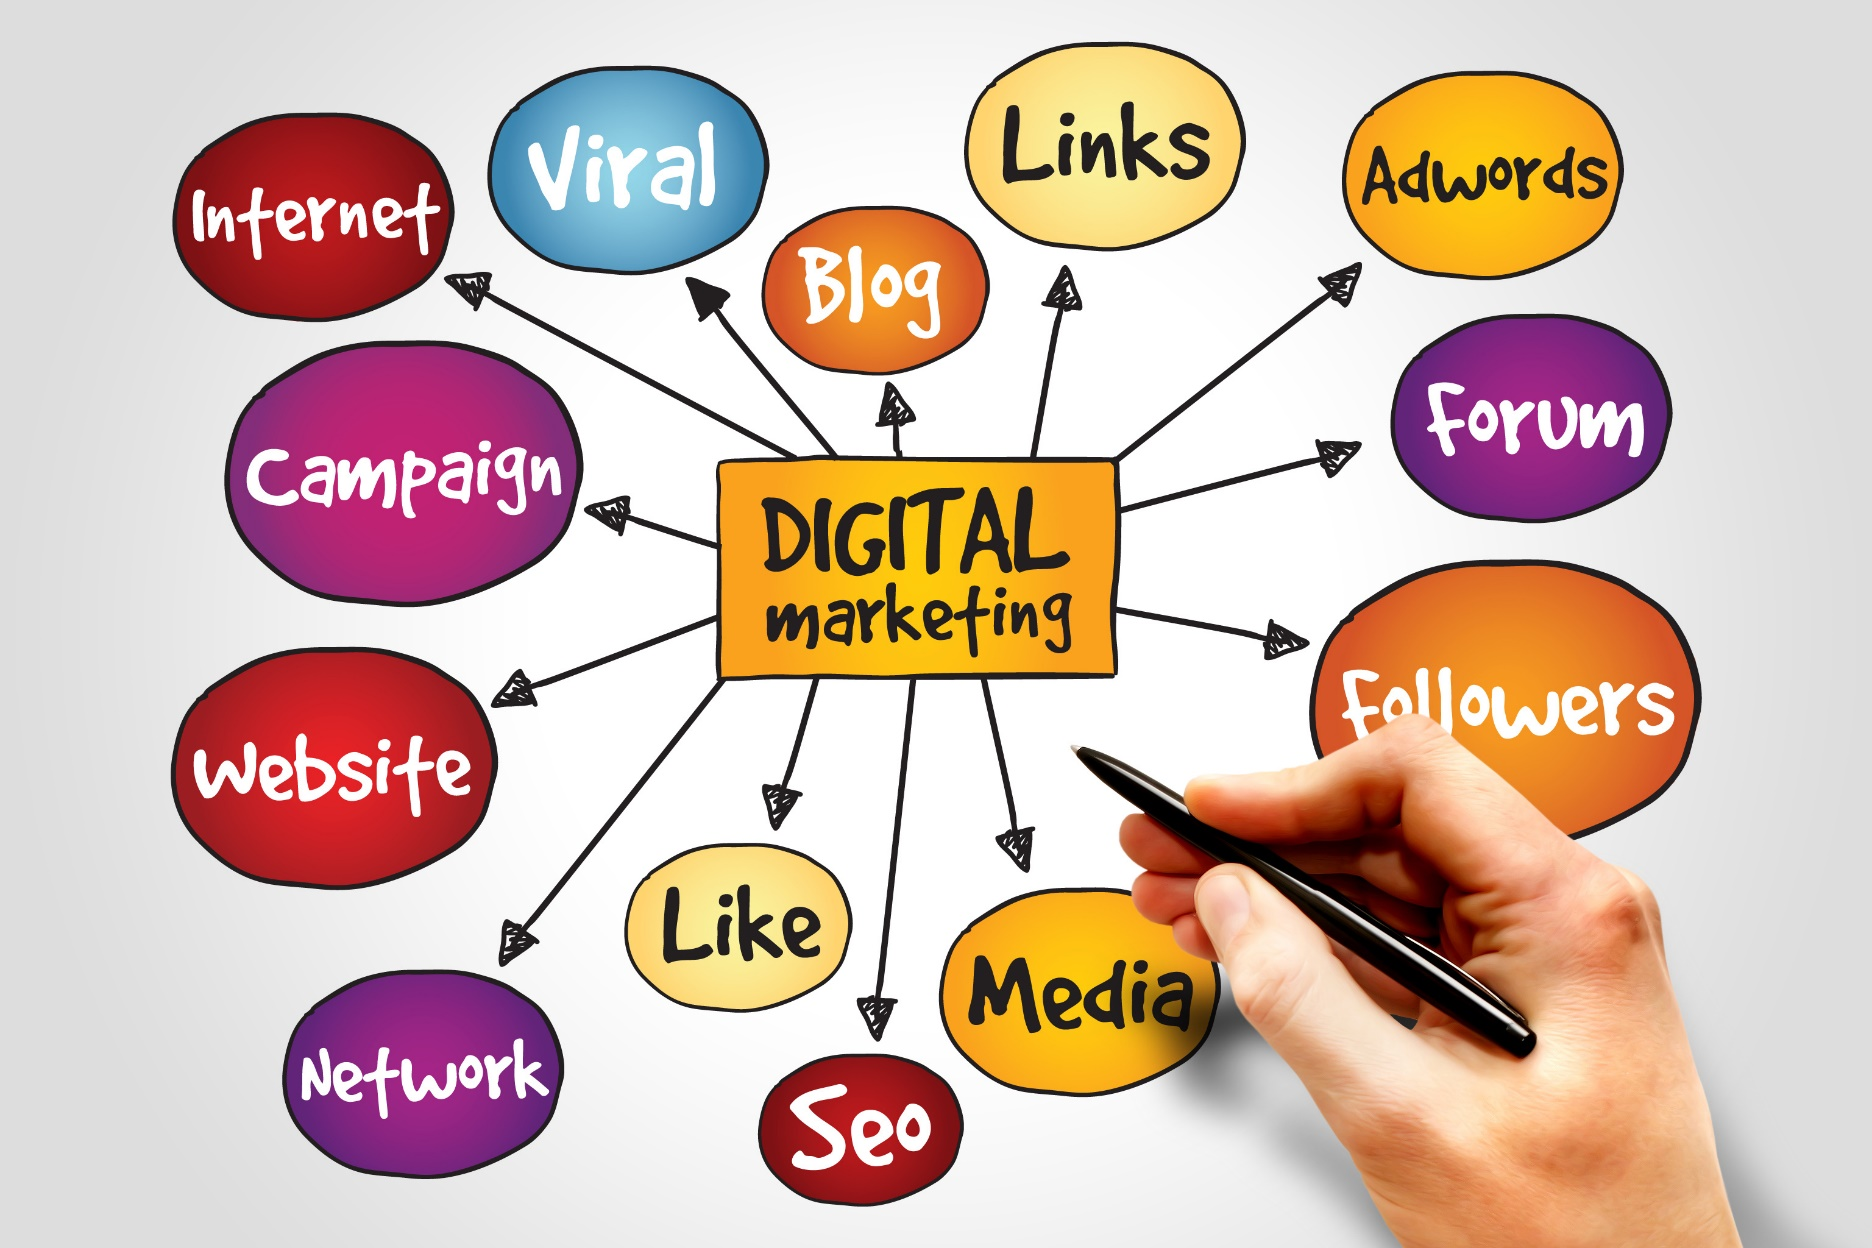 Internet
Viral
Blog
Links
Adwords
Campaign
Forum
DIGITAL
marketing
Followers
Website
Like
Media
Network
Seo